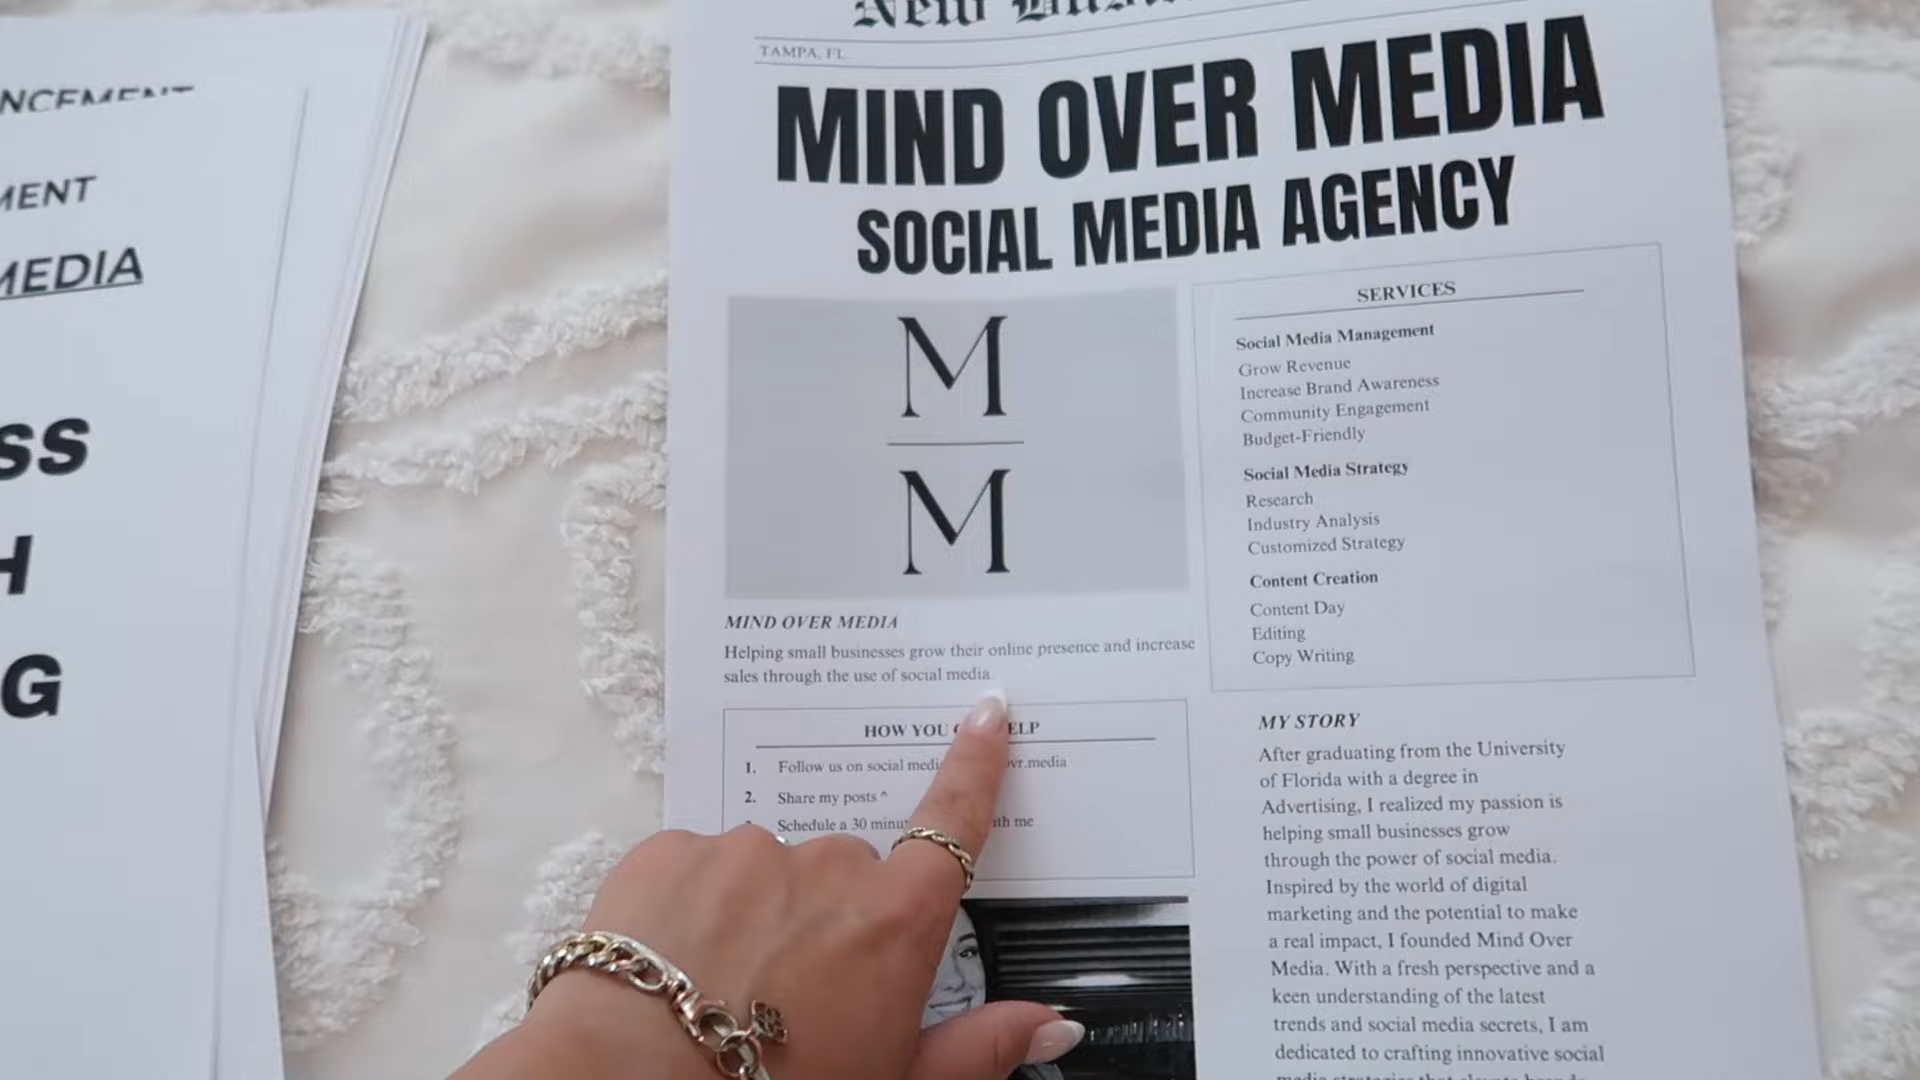 NCEMENT
MENT
MEDIA
SS
H
G
New
TAMPA, FL
MIND OVER MEDIA
SOCIAL MEDIA AGENCY
M
M
MIND OVER MEDIA
Helping small businesses grow their online presence and increase
sales through the use of social media.
HOW YOU ELP
1. Follow us on social medi vr.media
2. Share my posts ^
Schedule a 30 minu ith me
SERVICES
Social Media Management
Grow Revenue
Increase Brand Awareness
Community Engagement
Budget-Friendly
Social Media Strategy
Research
Industry Analysis
Customized Strategy
Content Creation
Content Day
Editing
Copy Writing
MY STORY
After graduating from the University
of Florida with a degree in
Advertising, I realized my passion is
helping small businesses grow
through the power of social media.
Inspired by the world of digital
marketing and the potential to make
a real impact, I founded Mind Over
Media. With a fresh perspective and a
keen understanding of the latest
trends and social media secrets, I am
dedicated to crafting innovative social
media strategies that